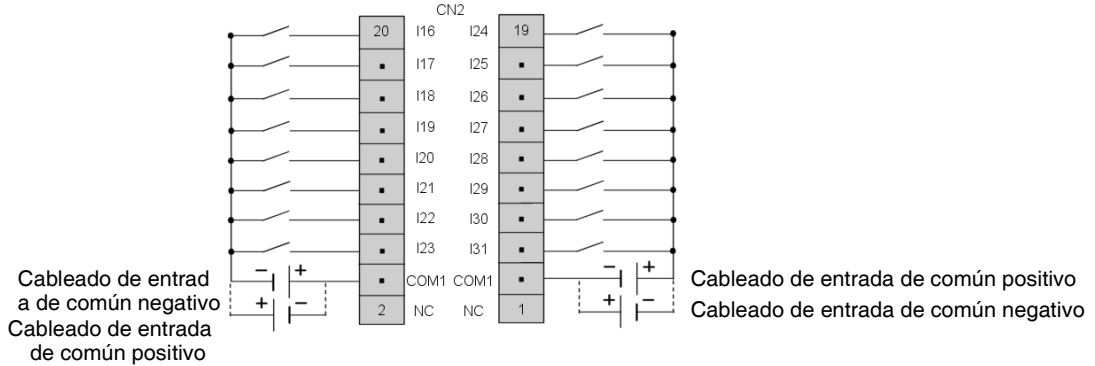 CN2
20 I16 I24 19
I17 I25
I18 I26
I19 I27
I20 I28
I21 I29
I22 I30
I23 I31
− + COM1 COM1 − +
+ − 2 NC NC 1 + −
Cableado de entrad
a de común negativo
Cableado de entrada
de común positivo
Cableado de entrada de común positivo
Cableado de entrada de común negativo